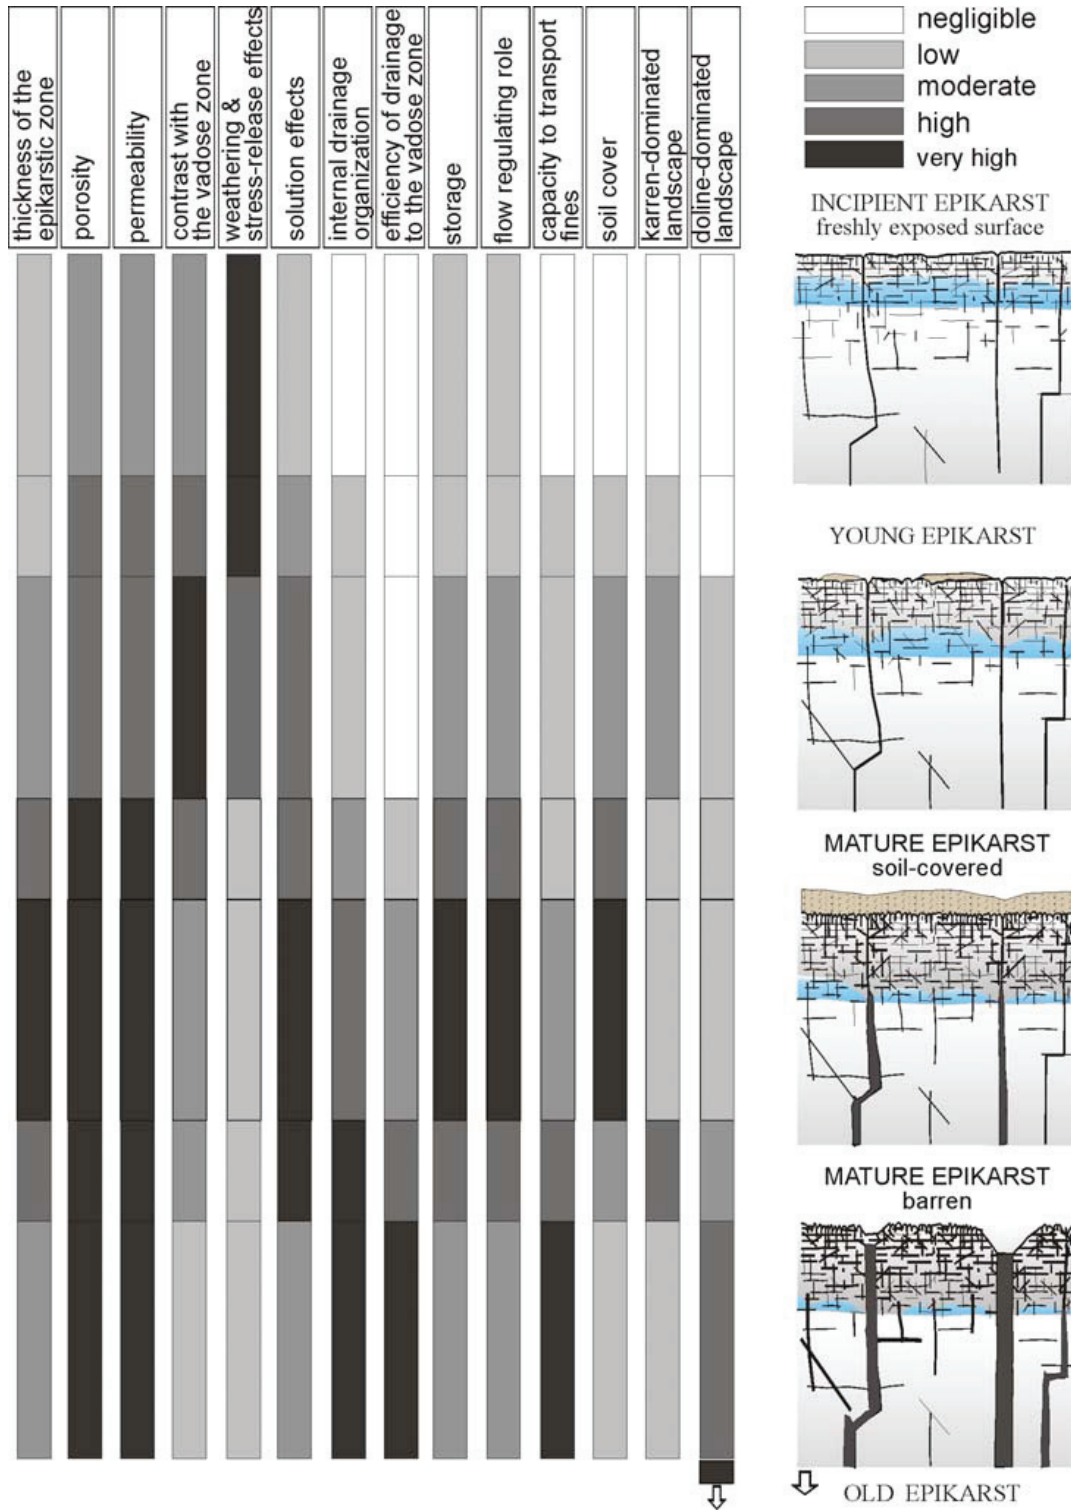 thickness of the
epikarstic zone
porosity
permeability
contrast with
the vadose zone
weathering &
stress-release effects
solution effects
internal drainage
organization
efficiency of drainage
to the vadose zone
storage
flow regulating role
capacity to transport
fines
soil cover
karren-dominated
landscape
doline-dominated
landscape
negligible
low
moderate
high
very high
INCIPIENT EPIKARST
freshly exposed surface
YOUNG EPIKARST
MATURE EPIKARST
soil-covered
MATURE EPIKARST
barren
OLD EPIKARST